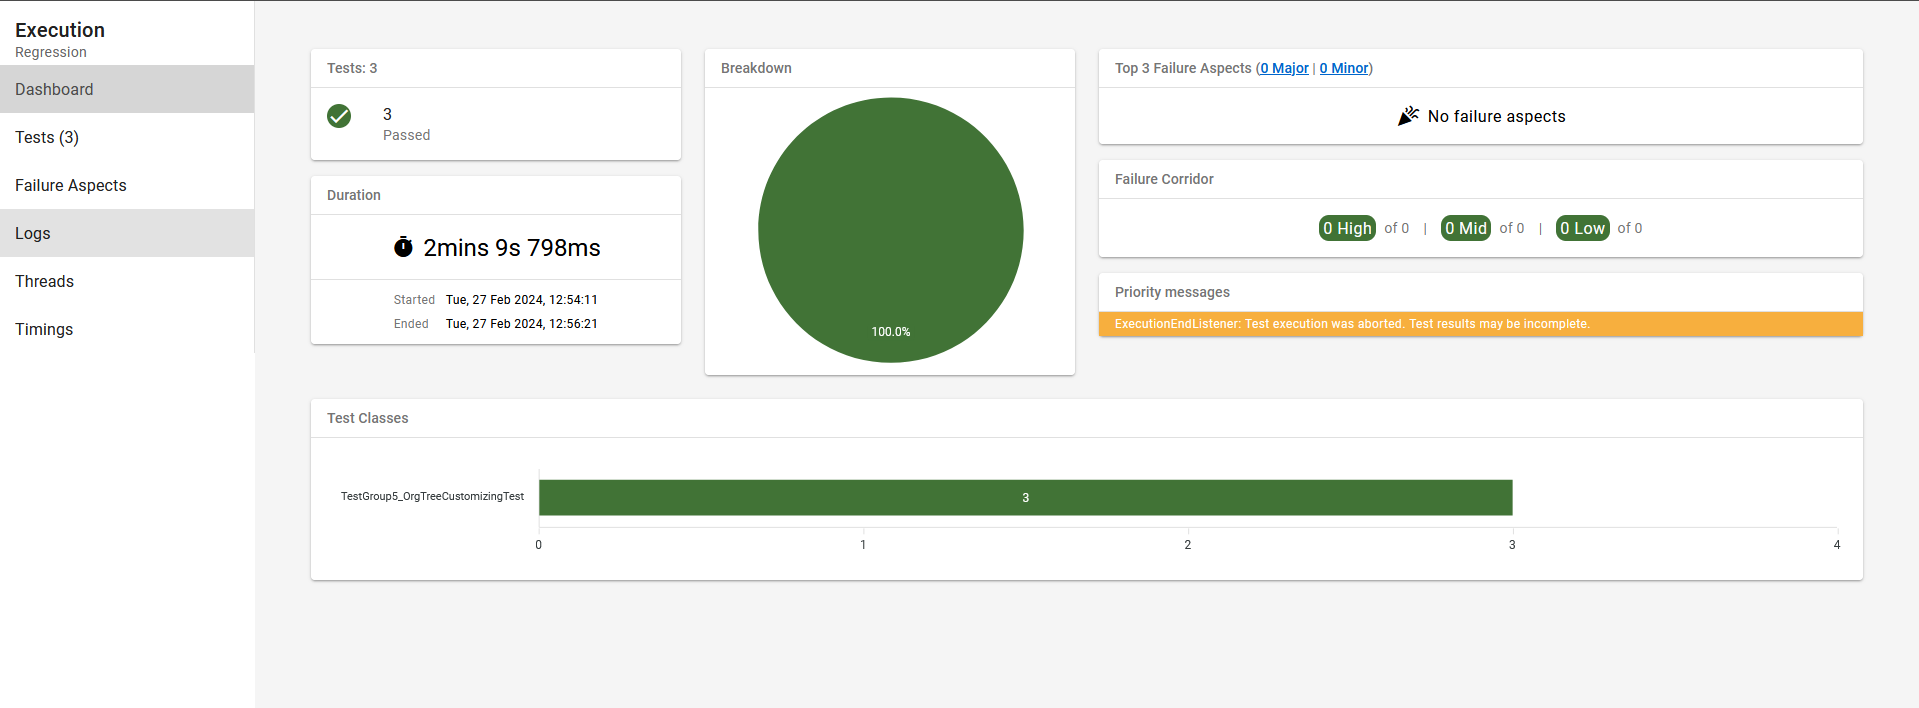 Execution
Regression
Dashboard
Tests (3)
Failure Aspects
Logs
Threads
Timings
Tests: 3
3
Passed
Duration
2mins 9s 798ms
Started Tue, 27 Feb 2024, 12:54:11
Ended Tue, 27 Feb 2024, 12:56:21
Breakdown
100.0%
Top 3 Failure Aspects (0 Major | 0 Minor)
No failure aspects
Failure Corridor
0 High of 0 | 0 Mid of 0 | 0 Low of 0
Priority messages
ExecutionEndListener: Test execution was aborted. Test results may be incomplete.
Test Classes
TestGroup5_OrgTreeCustomizingTest
3
0 1 2 3 4